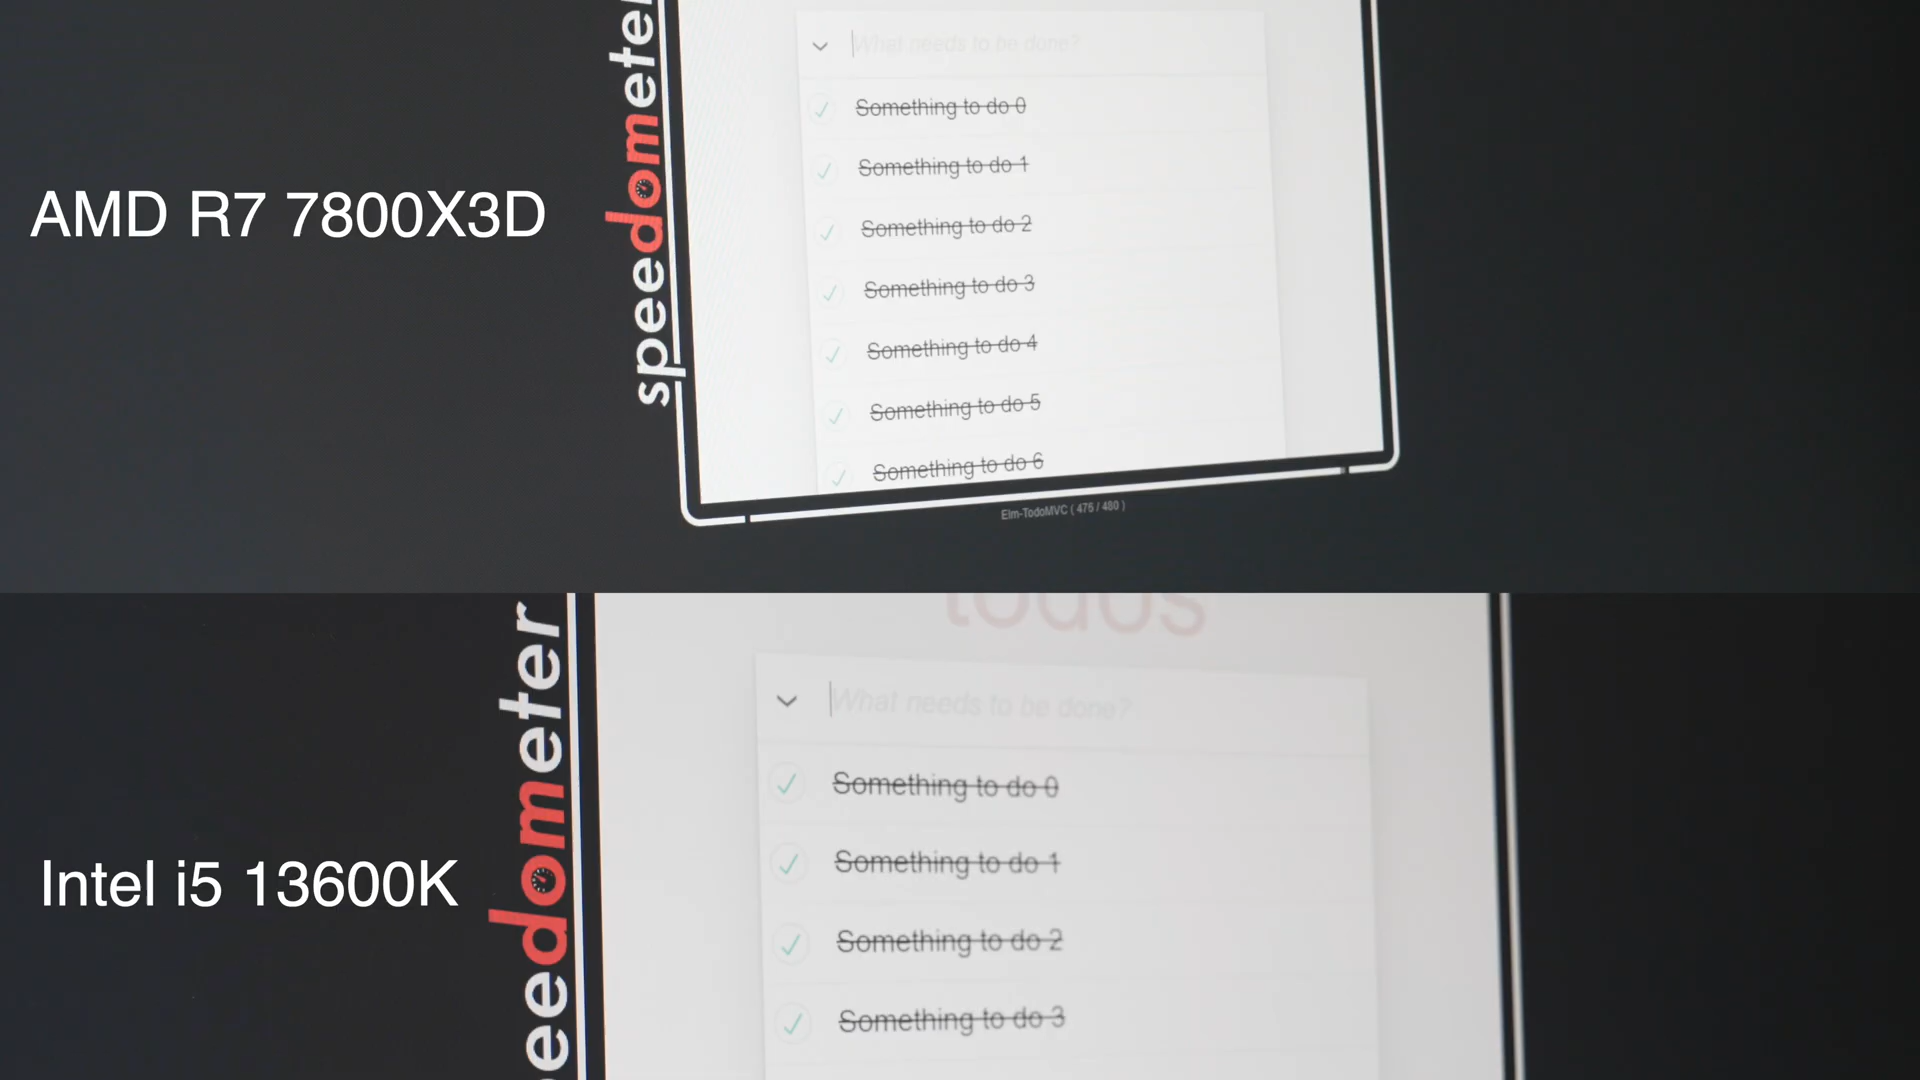 speedometer
What needs to be done?
Something to do 0
Something to do 1
Something to do 2
Something to do 3
Something to do 4
Something to do 5
Something to do 6
Elm-TodoMVC ( 476 / 480 )
AMD R7 7800X3D
todos
What needs to be done?
Something to do 0
Something to do 1
Something to do 2
Something to do 3
eedometer
Intel i5 13600K